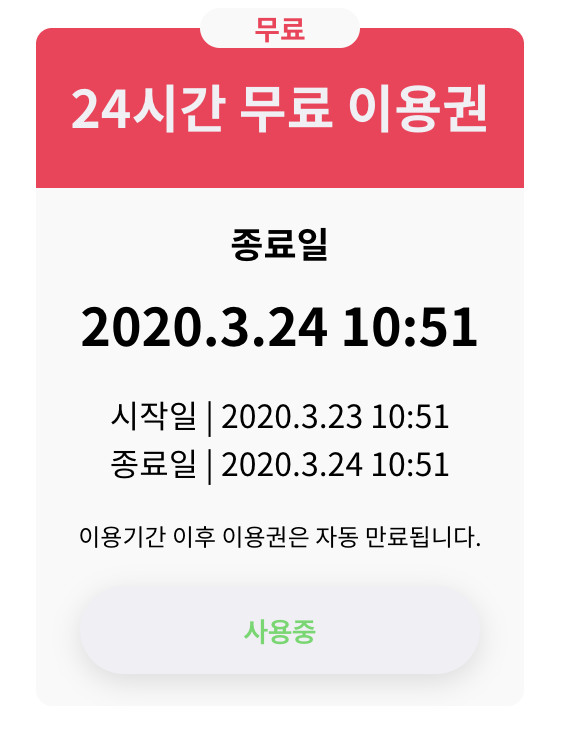 무료
24시간 무료 이용권
종료일
2020.3.24 10:51
시작일 | 2020.3.23 10:51
종료일 | 2020.3.24 10:51
이용기간 이후 이용권은 자동 만료됩니다.
사용중